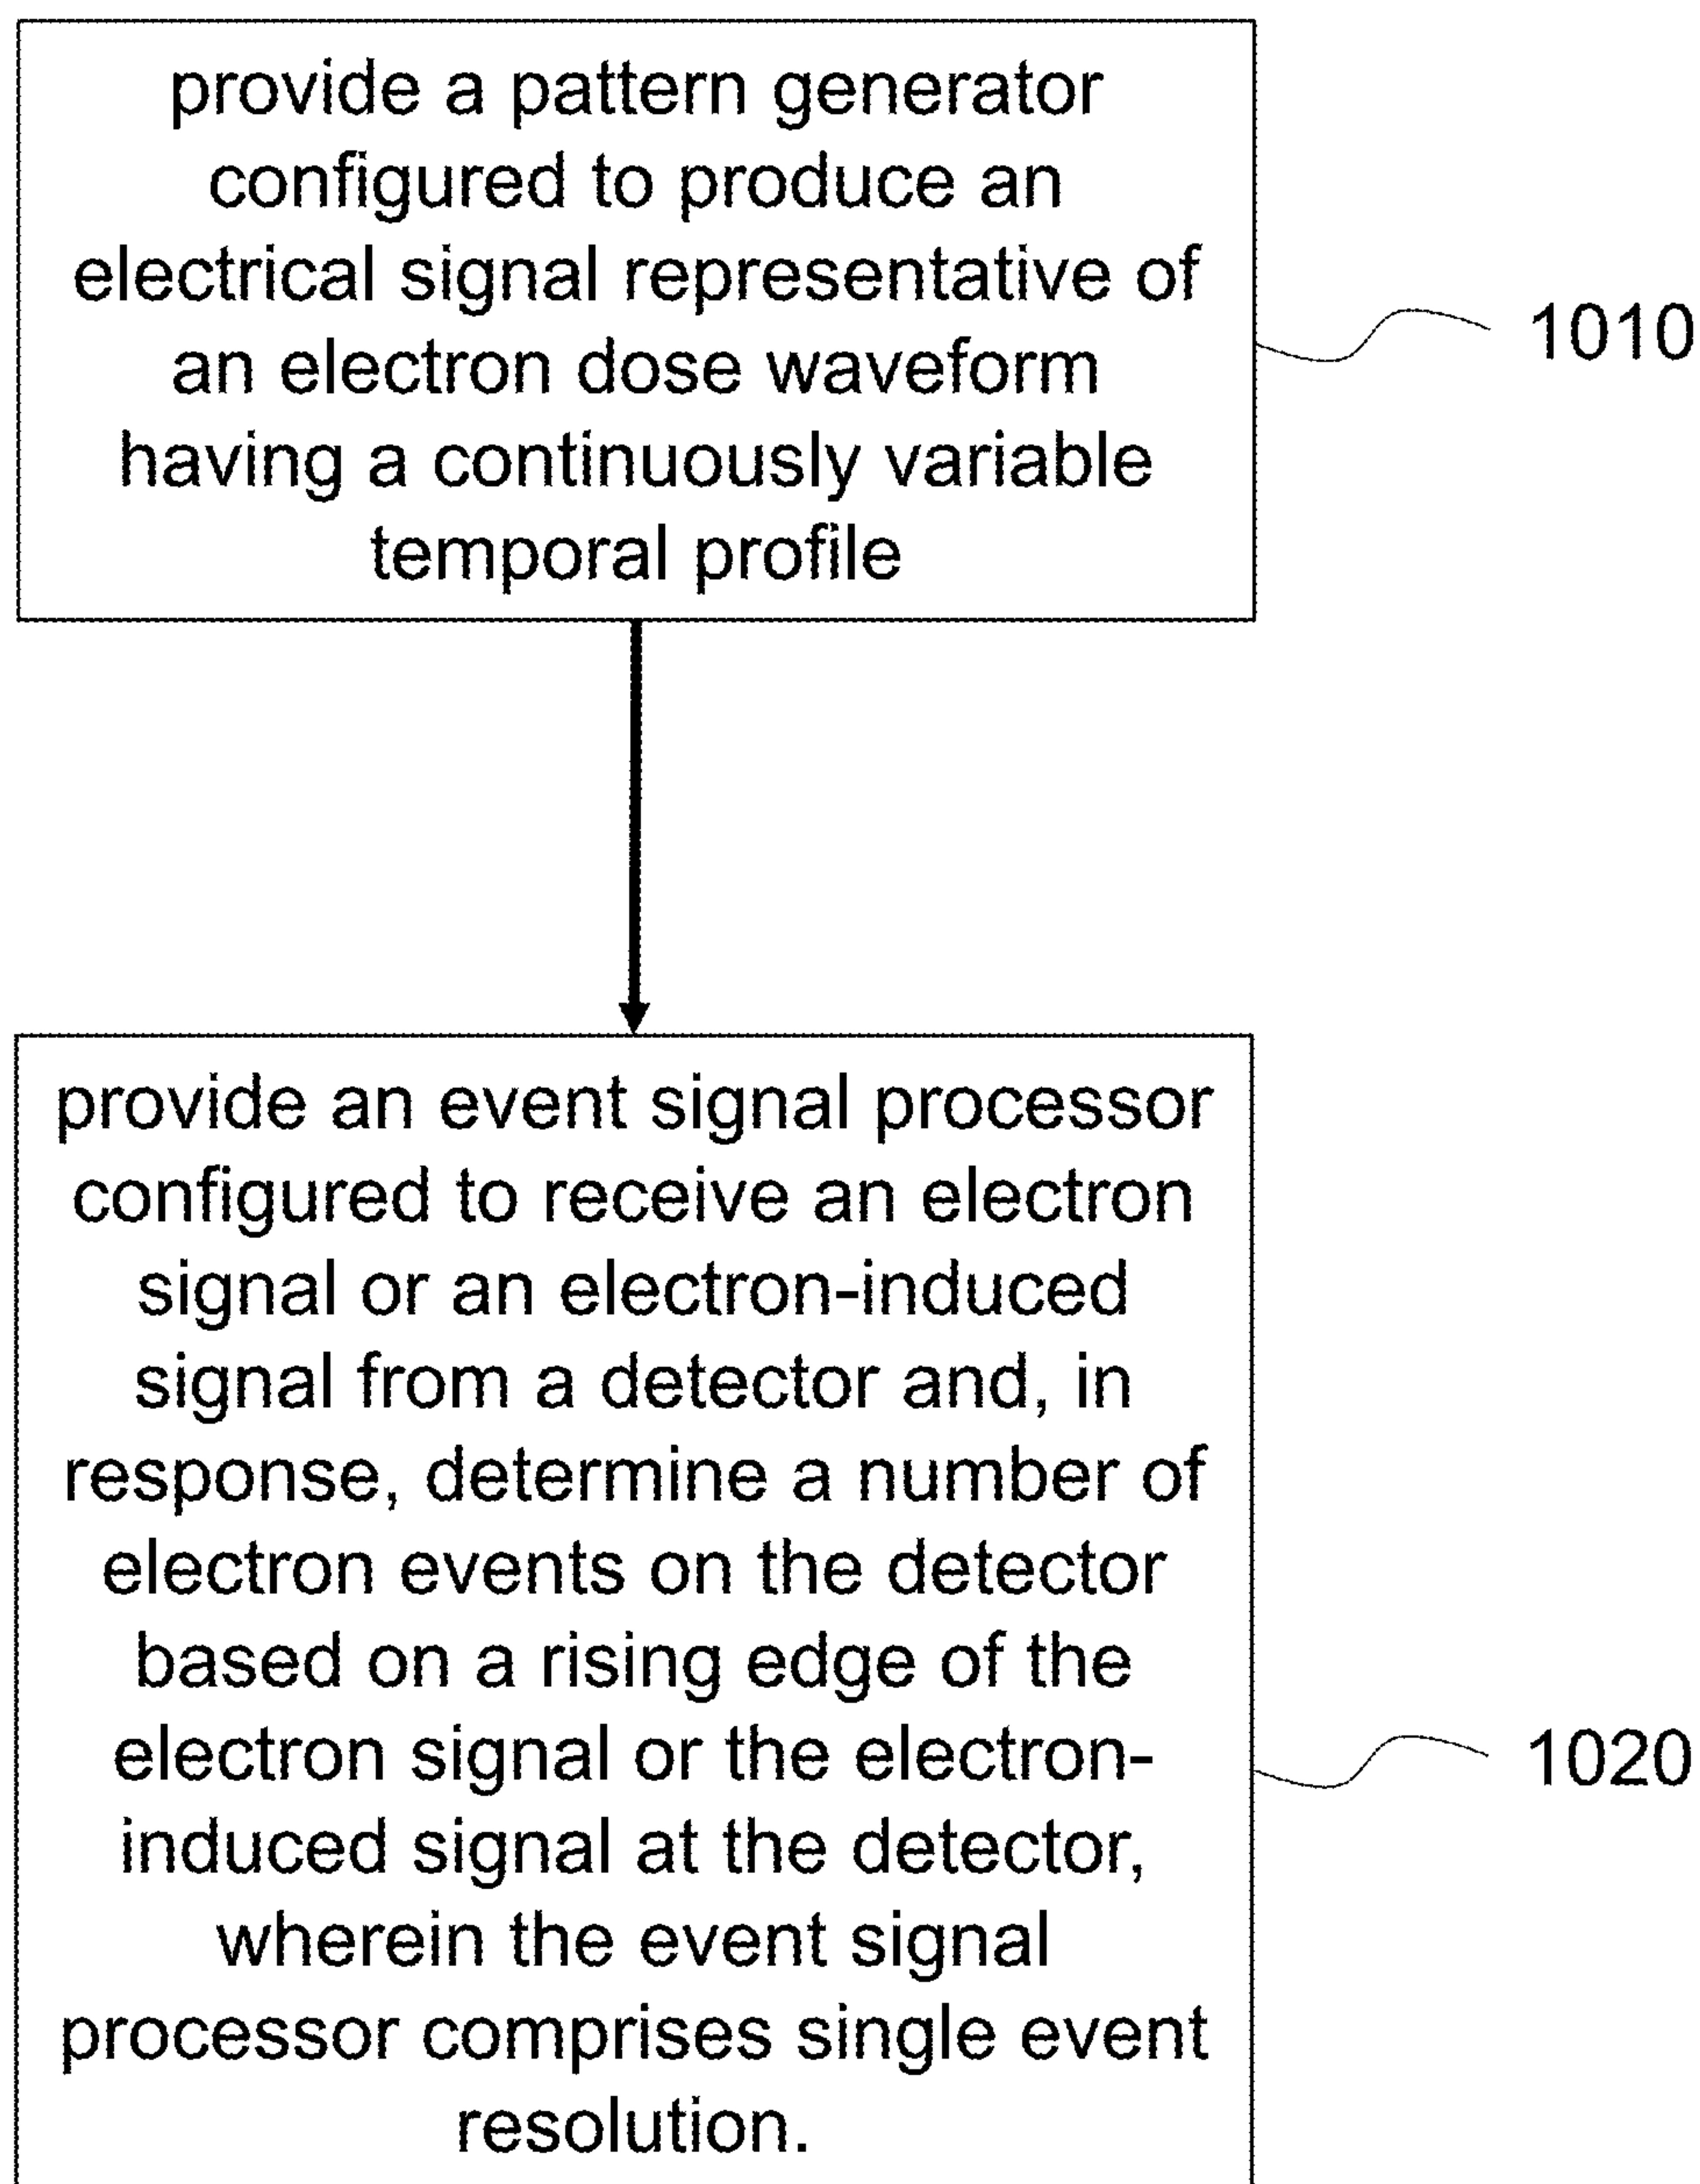 provide a pattern generator
configured to produce an
electrical signal representative of
an electron dose waveform
having a continuously variable
temporal profile
1010
provide an event signal processor
configured to receive an electron
signal or an electron-induced
signal from a detector and, in
response, determine a number of
electron events on the detector
based on a rising edge of the
electron signal or the electron-
induced signal at the detector,
wherein the event signal
processor comprises single event
resolution.
1020